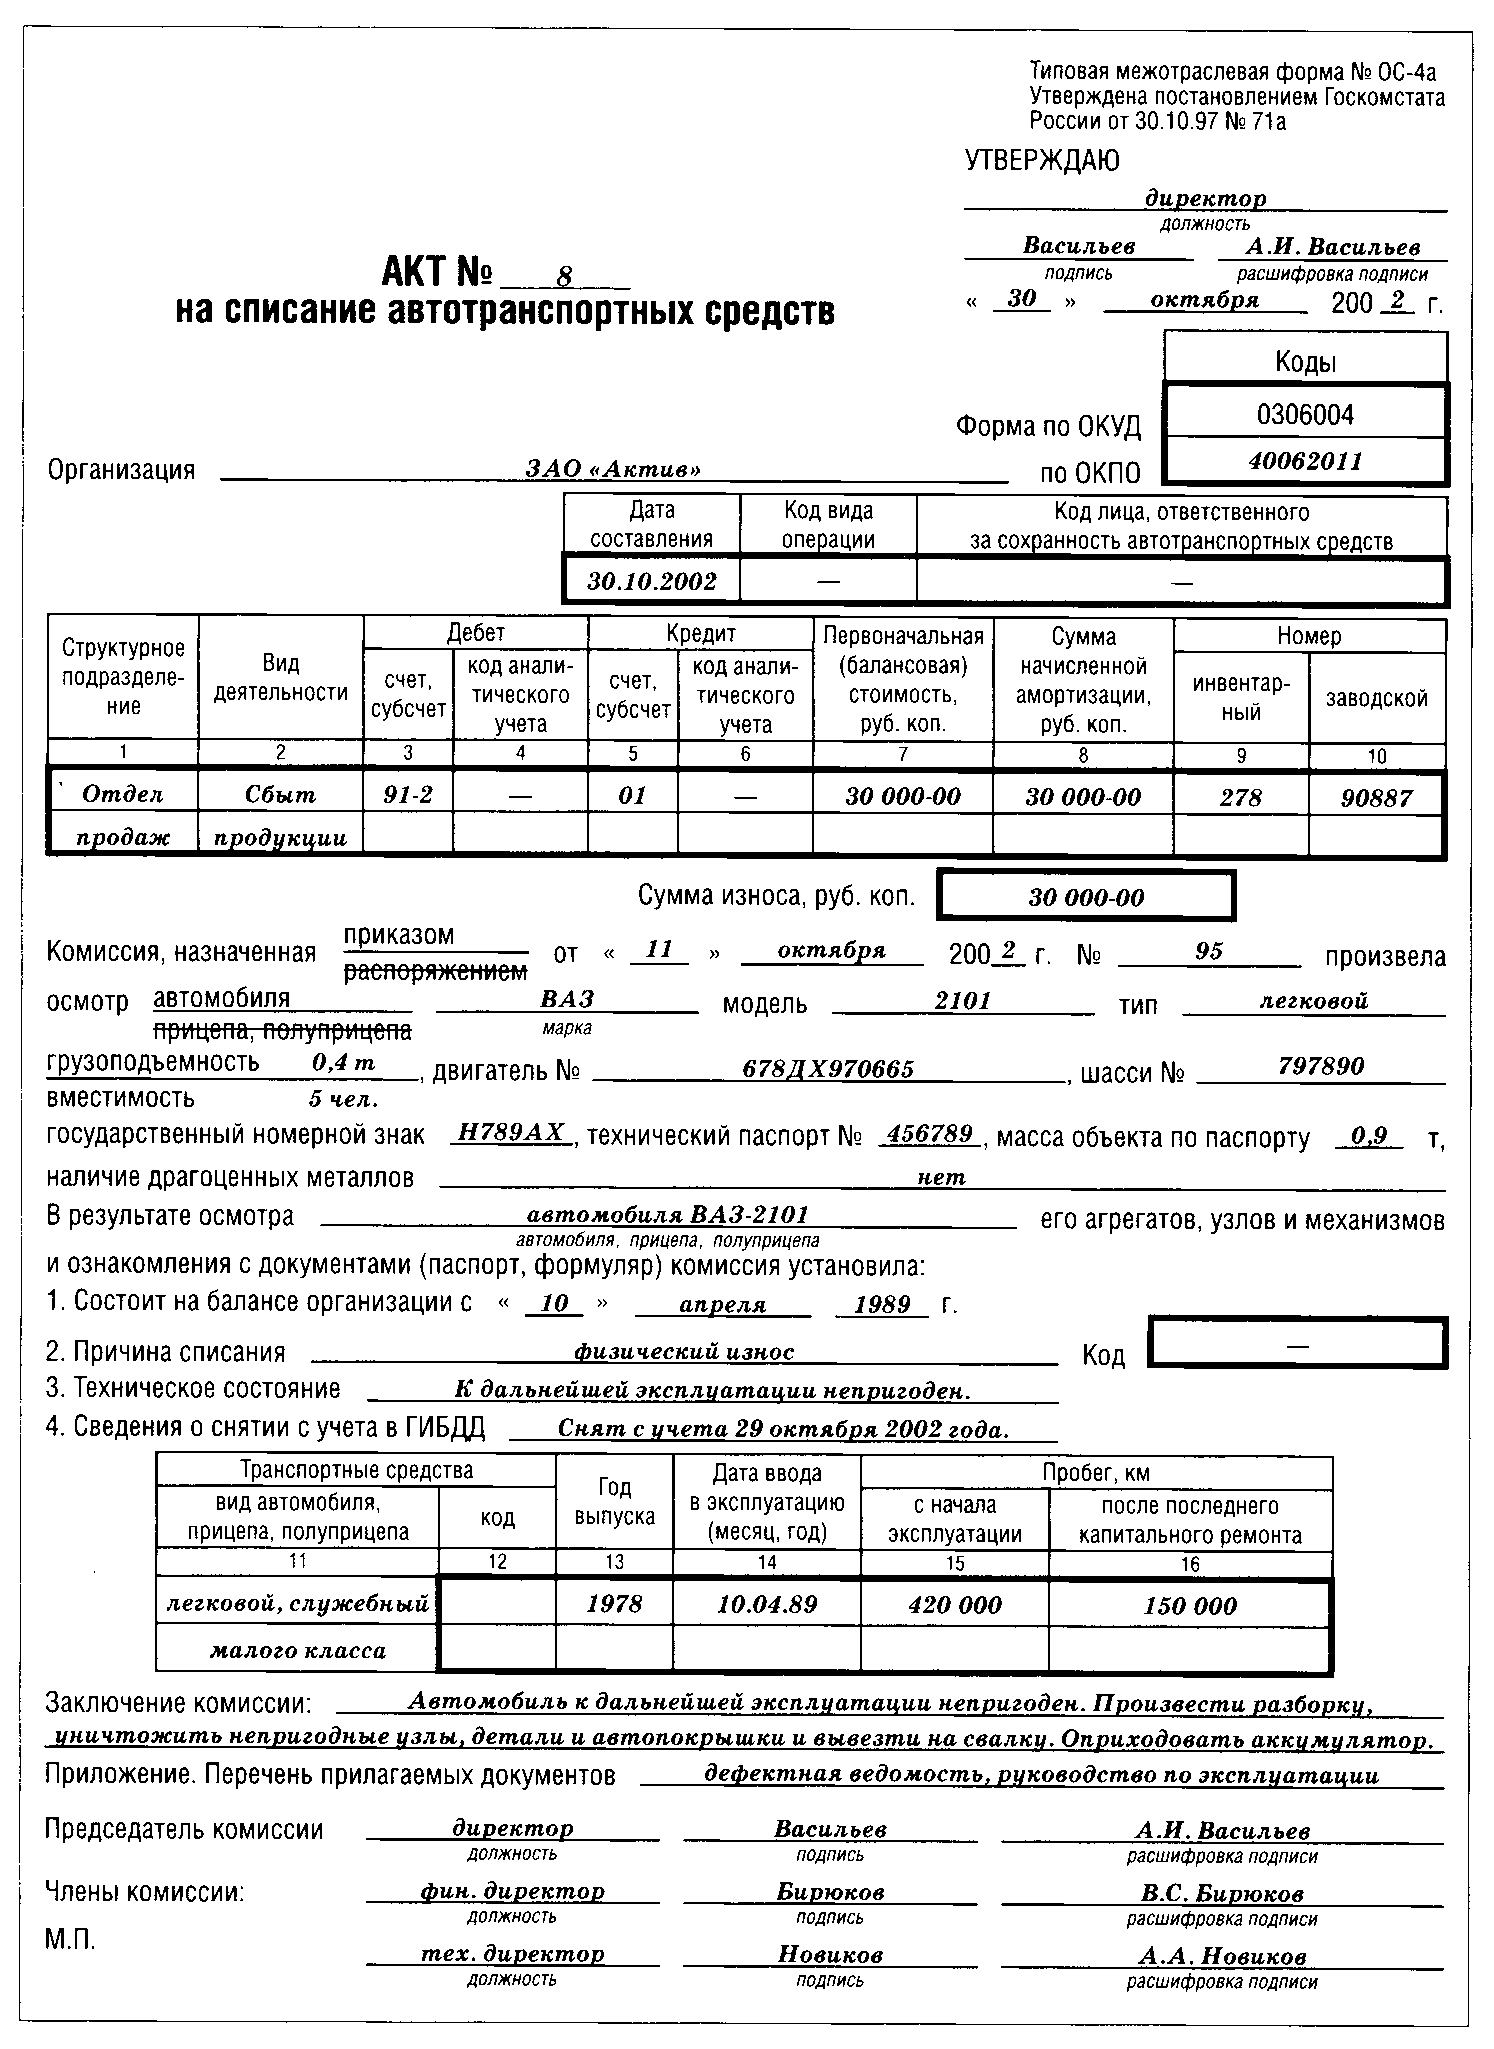 Типовая межотраслевая форма № ОС-4а
Утверждена постановлением Госкомстата
России от 30.10.97 № 71а
УТВЕРЖДАЮ
директор
должность
Васильев А.И. Васильев
подпись расшифровка подписи
« 30 » октября 200 2 г.
АКТ № 8
на списание автотранспортных средств
Коды
Форма по ОКУД 0306004
Организация ЗАО «Актив» по ОКПО 40062011
Дата составления Код вида операции Код лица, ответственного за сохранность автотранспортных средств
30.10.2002 — —
Структурное подразделе-ние Вид деятельности Дебет Кредит Первоначальная (балансовая) стоимость, руб. коп. Сумма начисленной амортизации, руб. коп. Номер
счет, субсчет код анали-тического учета счет, субсчет код анали-тического учета инвентар-ный заводской
1 2 3 4 5 6 7 8 9 10
Отдел Сбыт 91-2 — 01 — 30 000-00 30 000-00 278 90887
продаж продукции
Сумма износа, руб. коп. 30 000-00
Комиссия, назначенная приказом распоряжением от « 11 » октября 200 2 г. № 95 произвела
осмотр автомобиля ВАЗ модель 2101 тип легковой
прицепа, полуприцепа марка
грузоподъемность 0,4 т , двигатель № 678ДХ970665 , шасси № 797890
вместимость 5 чел.
государственный номерной знак Н789АХ , технический паспорт № 456789 , масса объекта по паспорту 0,9 т,
наличие драгоценных металлов нет
В результате осмотра автомобиля ВАЗ-2101 его агрегатов, узлов и механизмов
автомобиля, прицепа, полуприцепа
и ознакомления с документами (паспорт, формуляр) комиссия установила:
1. Состоит на балансе организации с « 10 » апреля 1989 г.
2. Причина списания физический износ Код —
3. Техническое состояние К дальнейшей эксплуатации непригоден.
4. Сведения о снятии с учета в ГИБДД Снят с учета 29 октября 2002 года.
Транспортные средства Год выпуска Дата ввода в эксплуатацию (месяц, год) Пробег, км
вид автомобиля, прицепа, полуприцепа код с начала эксплуатации после последнего капитального ремонта
11 12 13 14 15 16
легковой, служебный 1978 10.04.89 420 000 150 000
малого класса
Заключение комиссии: Автомобиль к дальнейшей эксплуатации непригоден. Произвести разборку,
уничтожить непригодные узлы, детали и автопокрышки и вывезти на свалку. Оприходовать аккумулятор.
Приложение. Перечень прилагаемых документов дефектная ведомость, руководство по эксплуатации
Председатель комиссии директор Васильев А.И. Васильев
должность подпись расшифровка подписи
Члены комиссии: фин. директор Бирюков В.С. Бирюков
должность подпись расшифровка подписи
М.П.
тех. директор Новиков А.А. Новиков
должность подпись расшифровка подписи